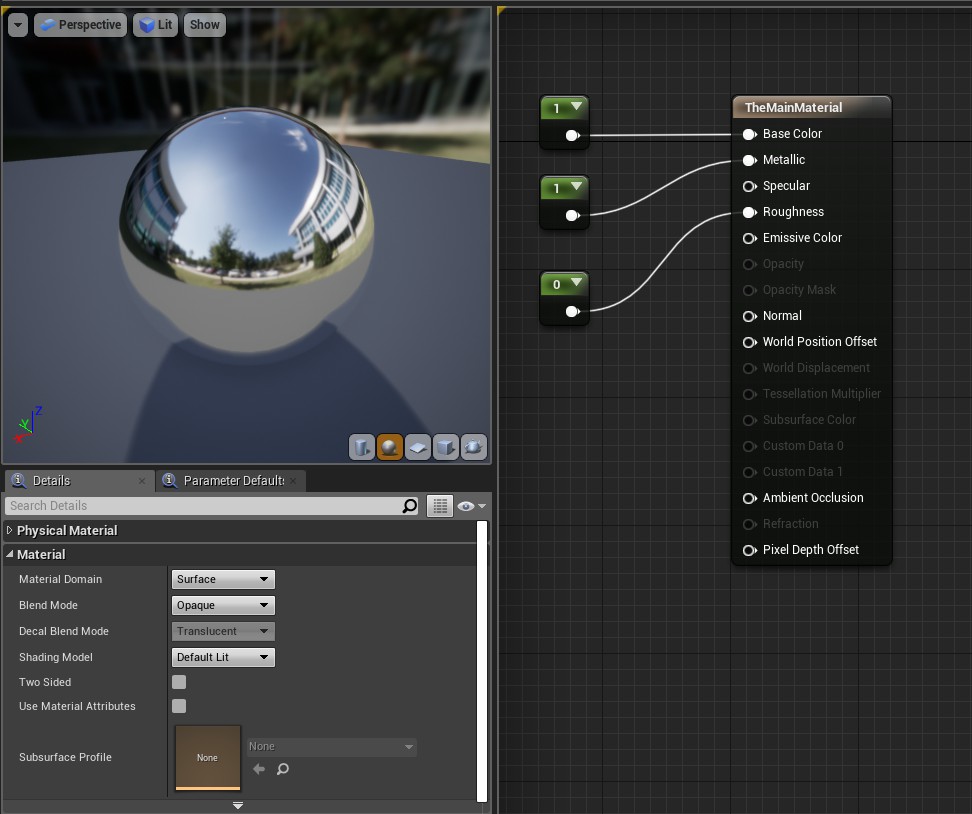 Perspective Lit Show
Z
Y
X
1
1
0
TheMainMaterial
Base Color
Metallic
Specular
Roughness
Emissive Color
Opacity
Opacity Mask
Normal
World Position Offset
World Displacement
Tessellation Multiplier
Subsurface Color
Custom Data 0
Custom Data 1
Ambient Occlusion
Refraction
Pixel Depth Offset
Details Parameter Defaults
Search Details
Physical Material
Material
Material Domain Surface
Blend Mode Opaque
Decal Blend Mode Translucent
Shading Model Default Lit
Two Sided
Use Material Attributes
Subsurface Profile None None